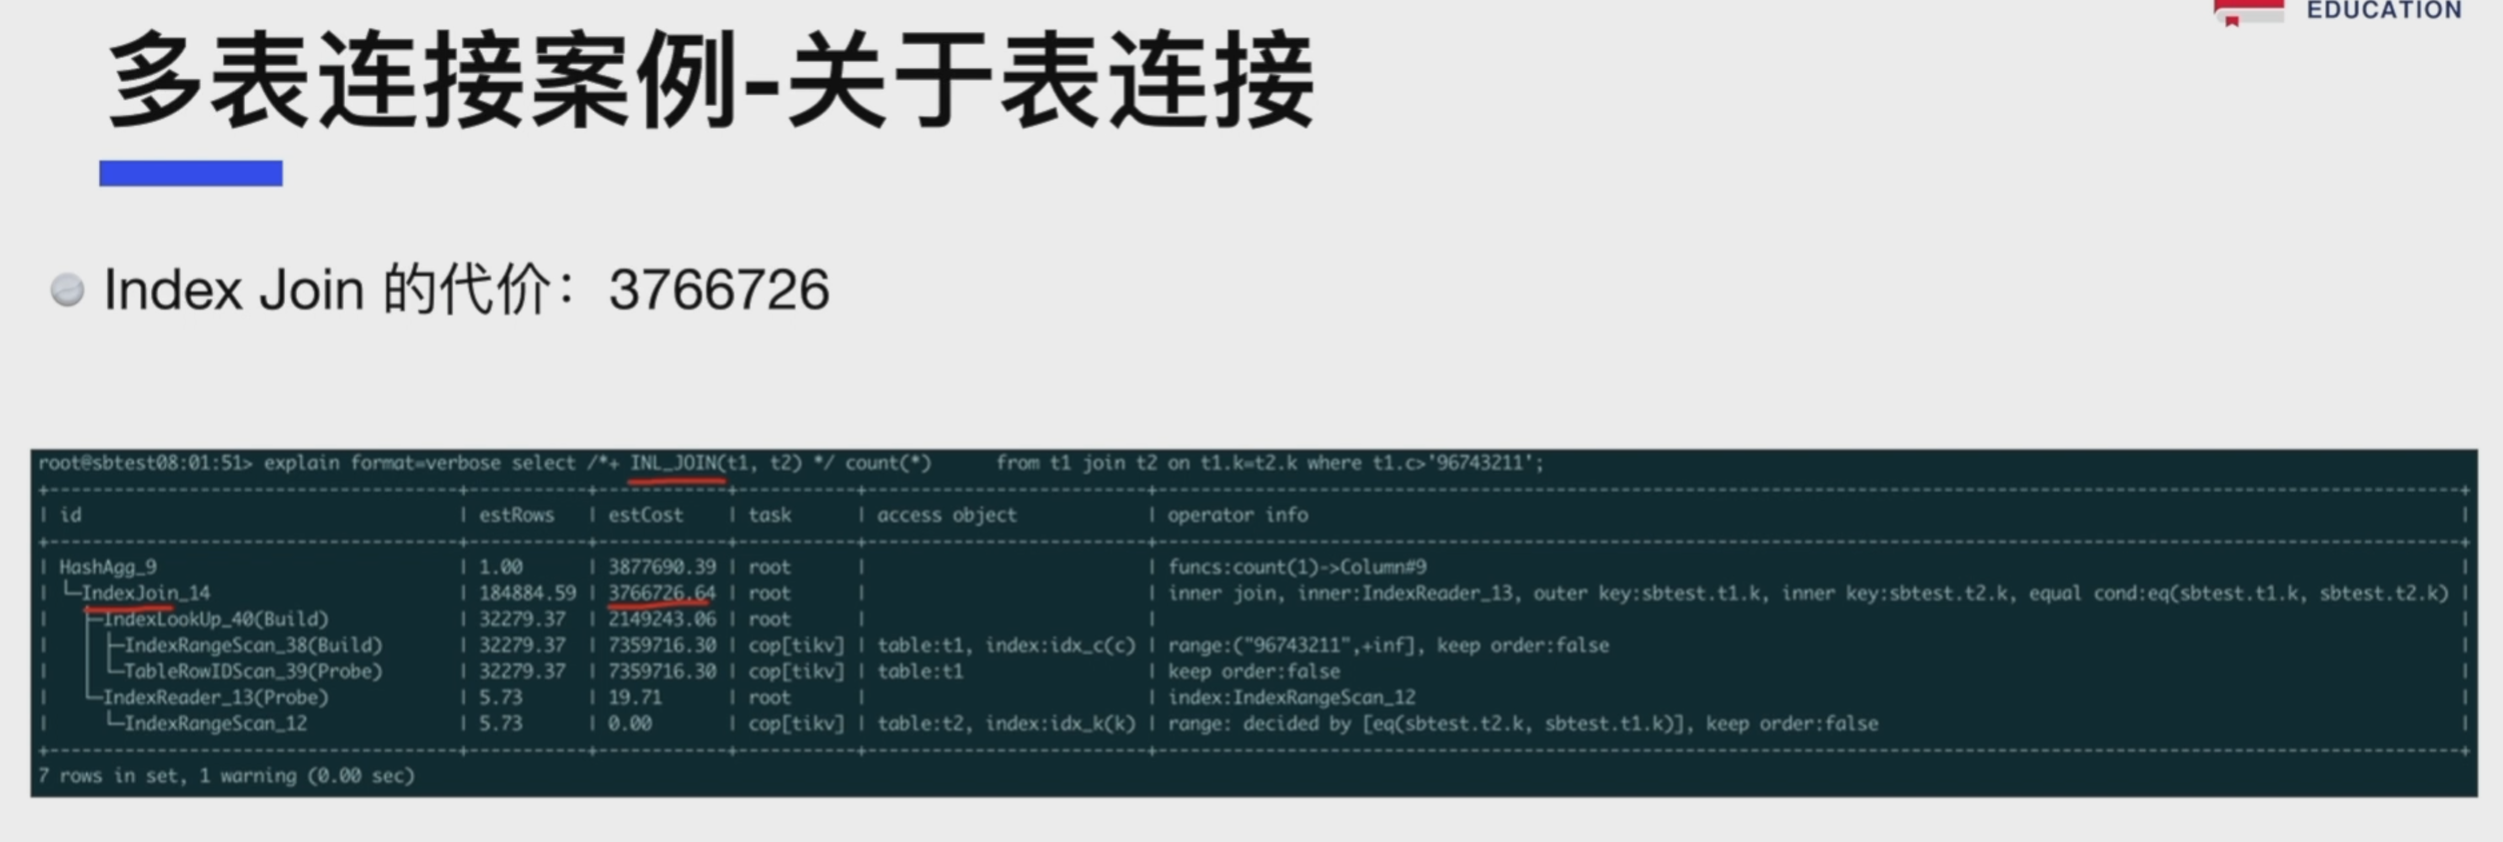 EDUCATION
多表连接案例-关于表连接
Index Join 的代价：3766726
root@sbtest08:01:51> explain format=verbose select /*+ INL_JOIN(t1, t2) */ count(*)      from t1 join t2 on t1.k=t2.k where t1.c>'96743211';
| id | estRows | estCost | task | access object | operator info |
| HashAgg_9 | 1.00 | 3877690.39 | root | | funcs:count(1)->Column#9 |
| └─IndexJoin_14 | 184884.59 | 3766726.64 | root | | inner join, inner:IndexReader_13, outer key:sbtest.t1.k, inner key:sbtest.t2.k, equal cond:eq(sbtest.t1.k, sbtest.t2.k) |
|   ├─IndexLookUp_40(Build) | 32279.37 | 2149243.06 | root | | |
|   │ ├─IndexRangeScan_38(Build) | 32279.37 | 7359716.30 | cop[tikv] | table:t1, index:idx_c(c) | range:("96743211",+inf], keep order:false |
|   │ └─TableRowIDScan_39(Probe) | 32279.37 | 7359716.30 | cop[tikv] | table:t1 | keep order:false |
|   └─IndexReader_13(Probe) | 5.73 | 19.71 | root | | index:IndexRangeScan_12 |
|     └─IndexRangeScan_12 | 5.73 | 0.00 | cop[tikv] | table:t2, index:idx_k(k) | range: decided by [eq(sbtest.t2.k, sbtest.t1.k)], keep order:false |
7 rows in set, 1 warning (0.00 sec)